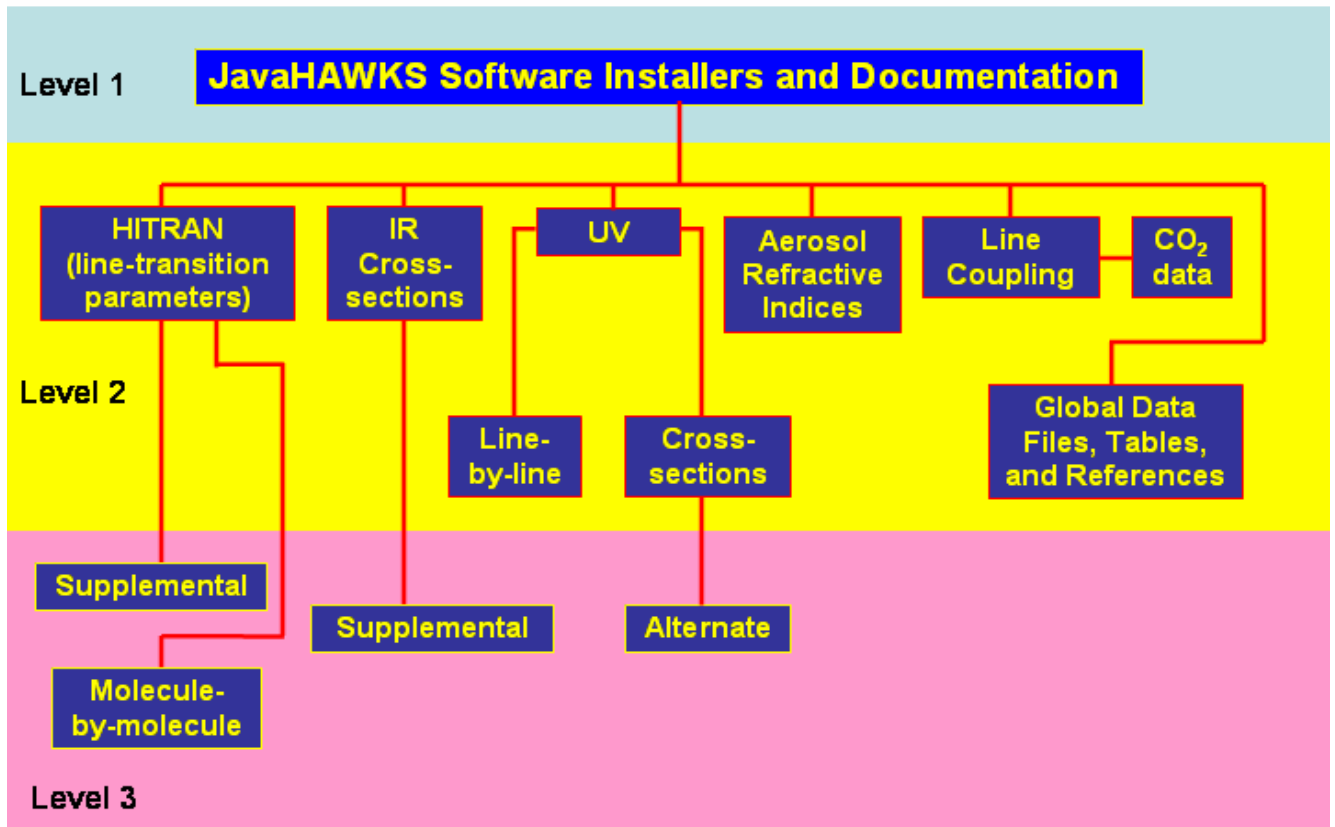 Level 1
JavaHAWKS Software Installers and Documentation
HITRAN
(line-transition
parameters)
IR
Cross-
sections
UV
Aerosol
Refractive
Indices
Line
Coupling
CO₂
data
Level 2
Line-
by-line
Cross-
sections
Global Data
Files, Tables,
and References
Supplemental
Supplemental
Alternate
Molecule-
by-molecule
Level 3